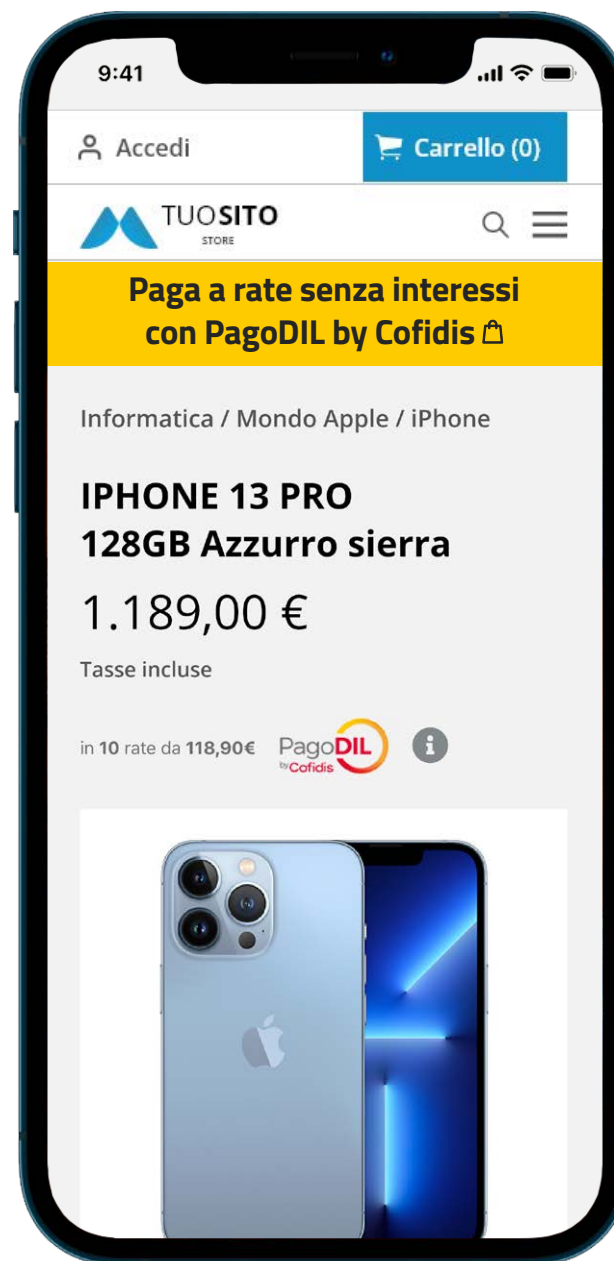 9:41
Accedi
Carrello (0)
TUOSITO
STORE
Paga a rate senza interessi
con PagoDIL by Cofidis
Informatica / Mondo Apple / iPhone
IPHONE 13 PRO
128GB Azzurro sierra
1.189,00 €
Tasse incluse
in 10 rate da 118,90€
PagoDIL
by Cofidis